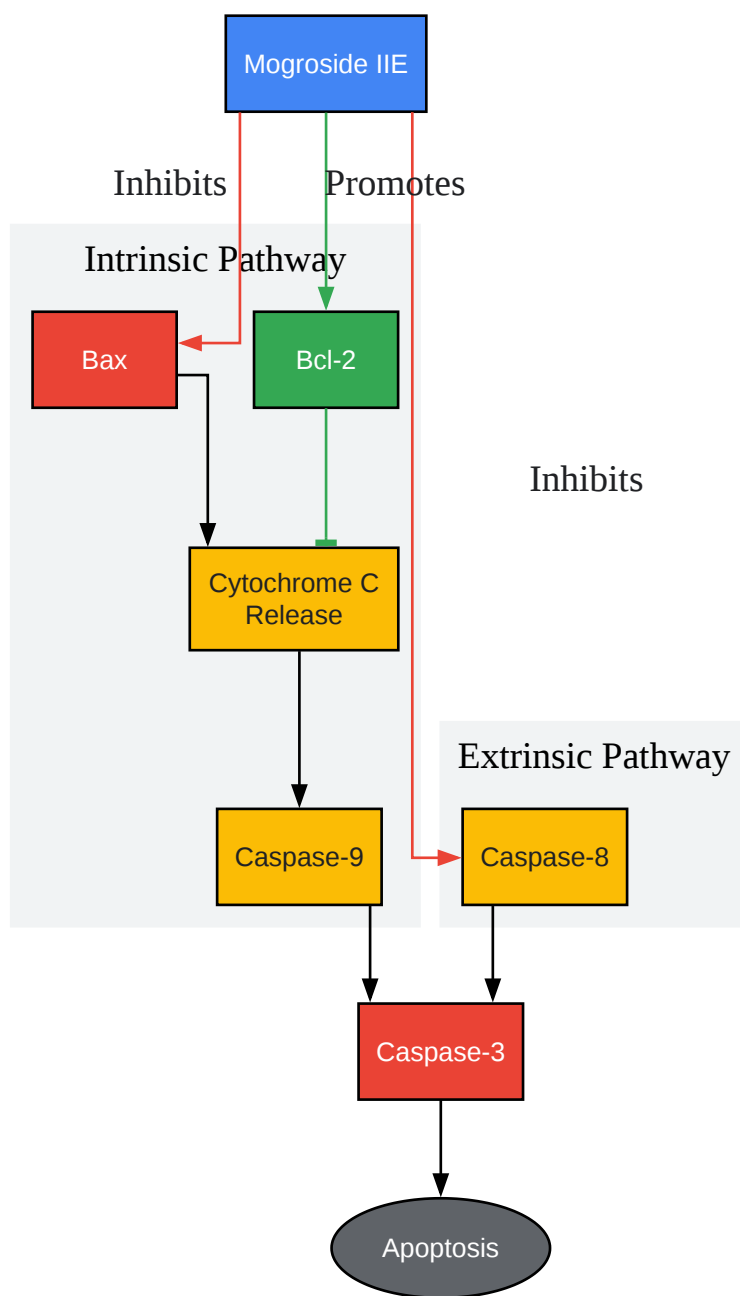 Mogroside IIE
Inhibits
Promotes
Intrinsic Pathway
Bax
Bcl-2
Inhibits
Cytochrome C
Release
Extrinsic Pathway
Caspase-9
Caspase-8
Caspase-3
Apoptosis